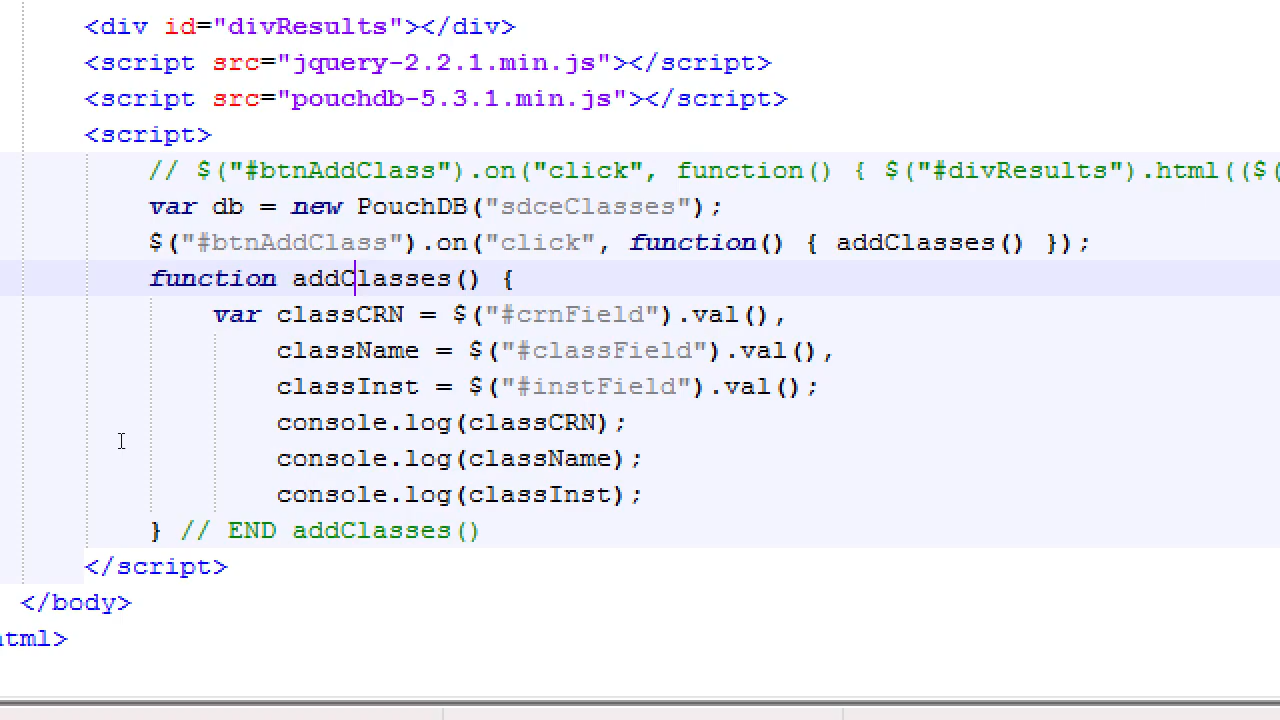 <div id="divResults"></div>
<script src="jquery-2.2.1.min.js"></script>
<script src="pouchdb-5.3.1.min.js"></script>
<script>
// $("#btnAddClass").on("click", function() { $("#divResults").html(($(
var db = new PouchDB("sdceClasses");
$("#btnAddClass").on("click", function() { addClasses() });
function addClasses() {
var classCRN = $("#crnField").val(),
className = $("#classField").val(),
classInst = $("#instField").val();
console.log(classCRN);
console.log(className);
console.log(classInst);
} // END addClasses()
</script>
</body>
html>